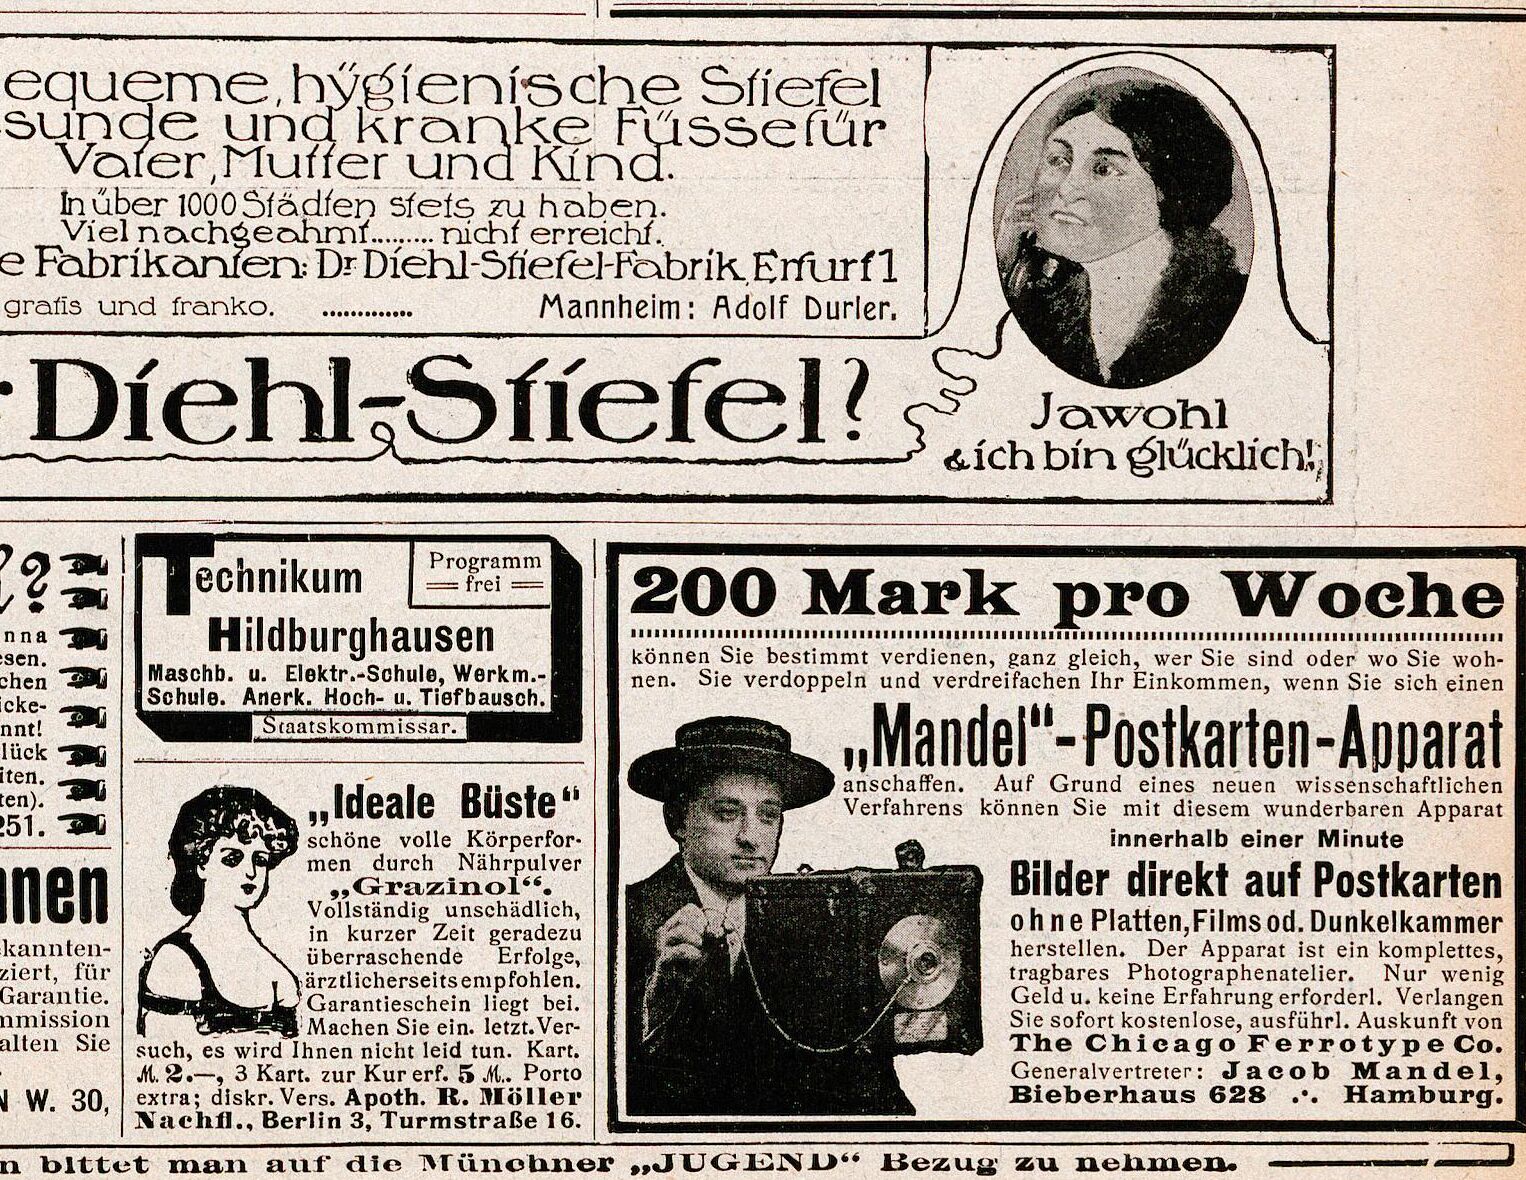 equeme, hÿgienische Stiefel
sunde und kranke Füsse für
Vater, Mutter und Kind.
In über 1000 Städten stets zu haben.
Viel nachgeahmt......... nicht erreicht.
e Fabrikanten: Dr Diehl-Stiefel-Fabrik, Erfurt 1
gratis und franko. ............. Mannheim: Adolf Durler.
r Diehl-Stiefel?
Jawohl
& ich bin glücklich!
l?
nna
esen.
chen
icke-
nnt!
lück
iten.
ten).
251.
nnen
kannten-
ziert, für
Garantie.
mmission
alten Sie
N W. 30,
Technikum
Programm
frei
Hildburghausen
Maschb. u. Elektr.-Schule, Werkm.-
Schule. Anerk. Hoch- u. Tiefbausch.
Staatskommissar.
„Ideale Büste“
schöne volle Körperfor-
men durch Nährpulver
„Grazinol“.
Vollständig unschädlich,
in kurzer Zeit geradezu
überraschende Erfolge,
ärztlicherseits empfohlen.
Garantieschein liegt bei.
Machen Sie ein. letzt. Ver-
such, es wird Ihnen nicht leid tun. Kart.
M. 2.—, 3 Kart. zur Kur erf. 5 M.. Porto
extra; diskr. Vers. Apoth. R. Möller
Nachfl., Berlin 3, Turmstraße 16.
200 Mark pro Woche
können Sie bestimmt verdienen, ganz gleich, wer Sie sind oder wo Sie woh-
nen. Sie verdoppeln und verdreifachen Ihr Einkommen, wenn Sie sich einen
„Mandel“-Postkarten-Apparat
anschaffen. Auf Grund eines neuen wissenschaftlichen
Verfahrens können Sie mit diesem wunderbaren Apparat
innerhalb einer Minute
Bilder direkt auf Postkarten
ohne Platten, Films od. Dunkelkammer
herstellen. Der Apparat ist ein komplettes,
tragbares Photographenatelier. Nur wenig
Geld u. keine Erfahrung erforderl. Verlangen
Sie sofort kostenlose, ausführl. Auskunft von
The Chicago Ferrotype Co.
Generalvertreter: Jacob Mandel,
Bieberhaus 628 .·. Hamburg.
n bittet man auf die Münchner „JUGEND“ Bezug zu nehmen.